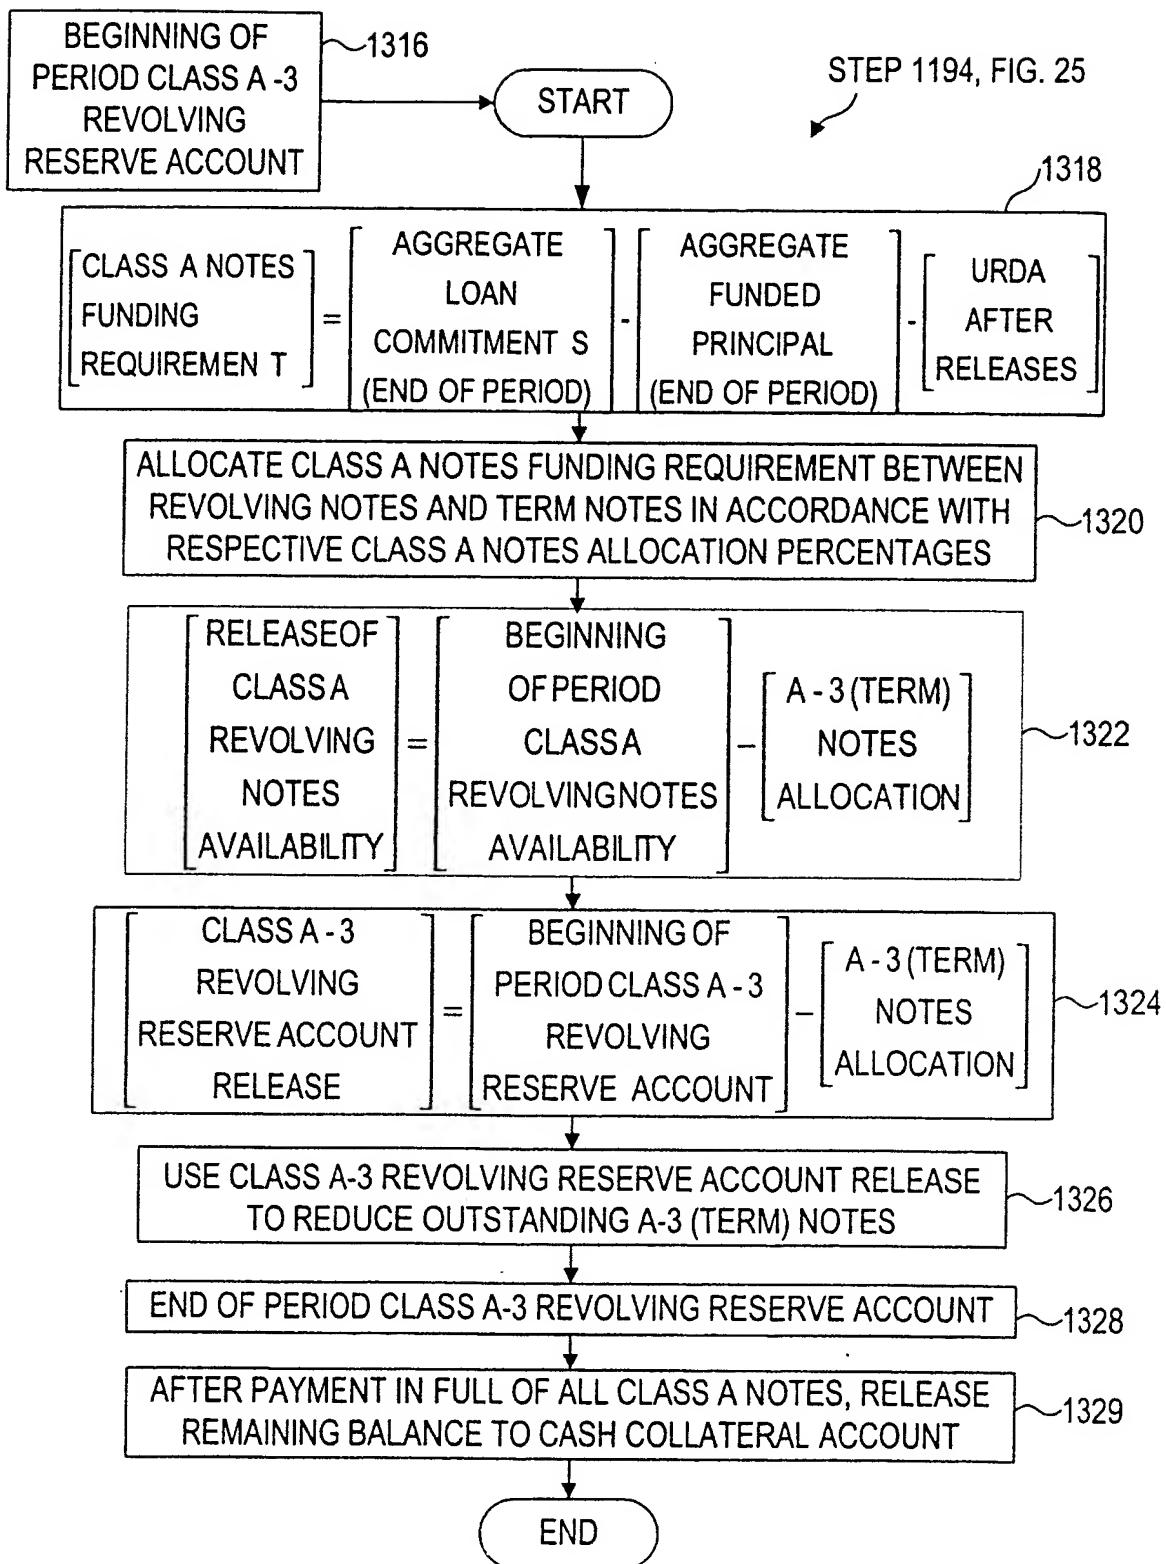 BEGINNING OF
PERIOD CLASS A -3
REVOLVING
RESERVE ACCOUNT
1316
START
STEP 1194, FIG. 25
1318
CLASS A NOTES
FUNDING
REQUIREMEN T
=
AGGREGATE
LOAN
COMMITMENT S
(END OF PERIOD)
-
AGGREGATE
FUNDED
PRINCIPAL
(END OF PERIOD)
-
URDA
AFTER
RELEASES
ALLOCATE CLASS A NOTES FUNDING REQUIREMENT BETWEEN
REVOLVING NOTES AND TERM NOTES IN ACCORDANCE WITH
RESPECTIVE CLASS A NOTES ALLOCATION PERCENTAGES
1320
RELEASEOF
CLASS A
REVOLVING
NOTES
AVAILABILITY
=
BEGINNING
OF PERIOD
CLASS A
REVOLVINGNOTES
AVAILABILITY
-
A - 3 (TERM)
NOTES
ALLOCATION
1322
CLASS A - 3
REVOLVING
RESERVE ACCOUNT
RELEASE
=
BEGINNING OF
PERIOD CLASS A - 3
REVOLVING
RESERVE ACCOUNT
-
A - 3 (TERM)
NOTES
ALLOCATION
1324
USE CLASS A-3 REVOLVING RESERVE ACCOUNT RELEASE
TO REDUCE OUTSTANDING A-3 (TERM) NOTES
1326
END OF PERIOD CLASS A-3 REVOLVING RESERVE ACCOUNT
1328
AFTER PAYMENT IN FULL OF ALL CLASS A NOTES, RELEASE
REMAINING BALANCE TO CASH COLLATERAL ACCOUNT
1329
END